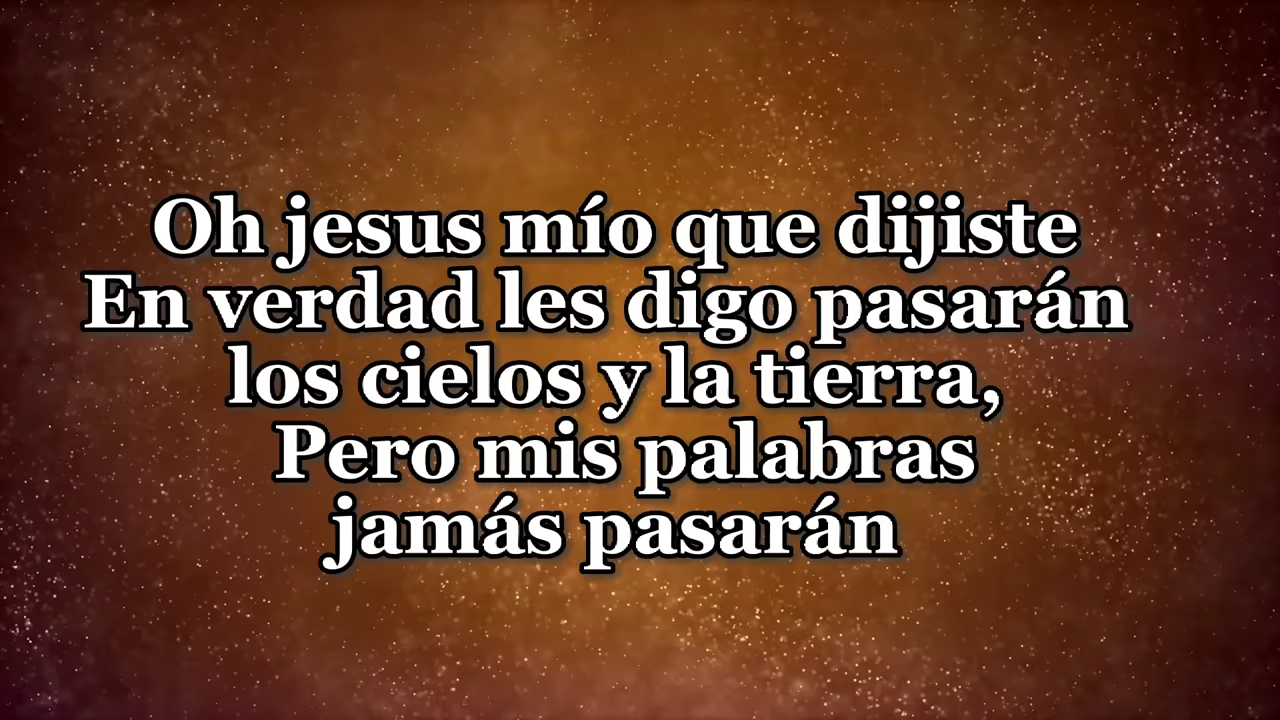 Oh jesus mío que dijiste
En verdad les digo pasarán
los cielos y la tierra,
Pero mis palabras
jamás pasarán